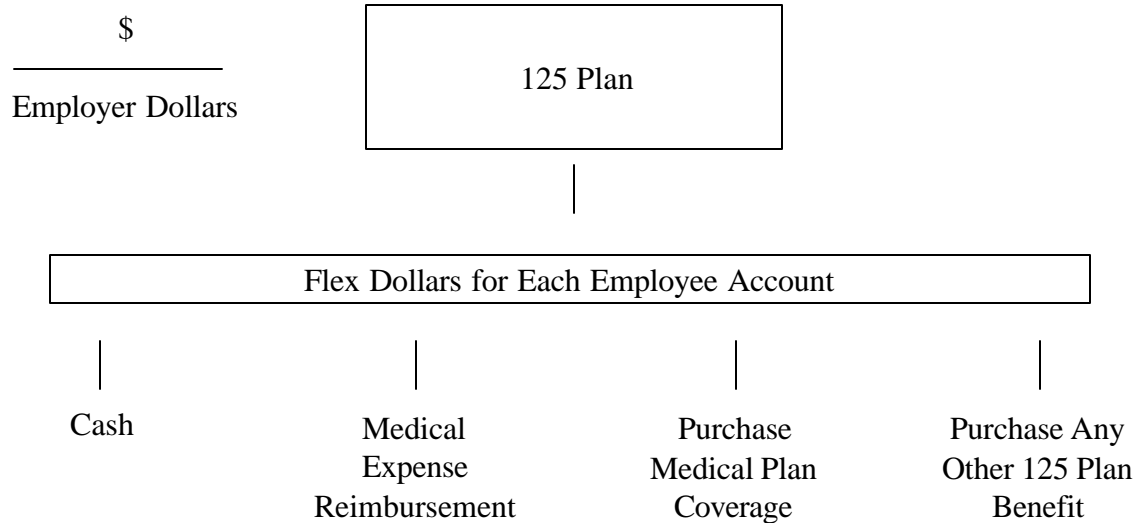 $
Employer Dollars
125 Plan
Flex Dollars for Each Employee Account
Cash
Medical
Expense
Reimbursement
Purchase
Medical Plan
Coverage
Purchase Any
Other 125 Plan
Benefit